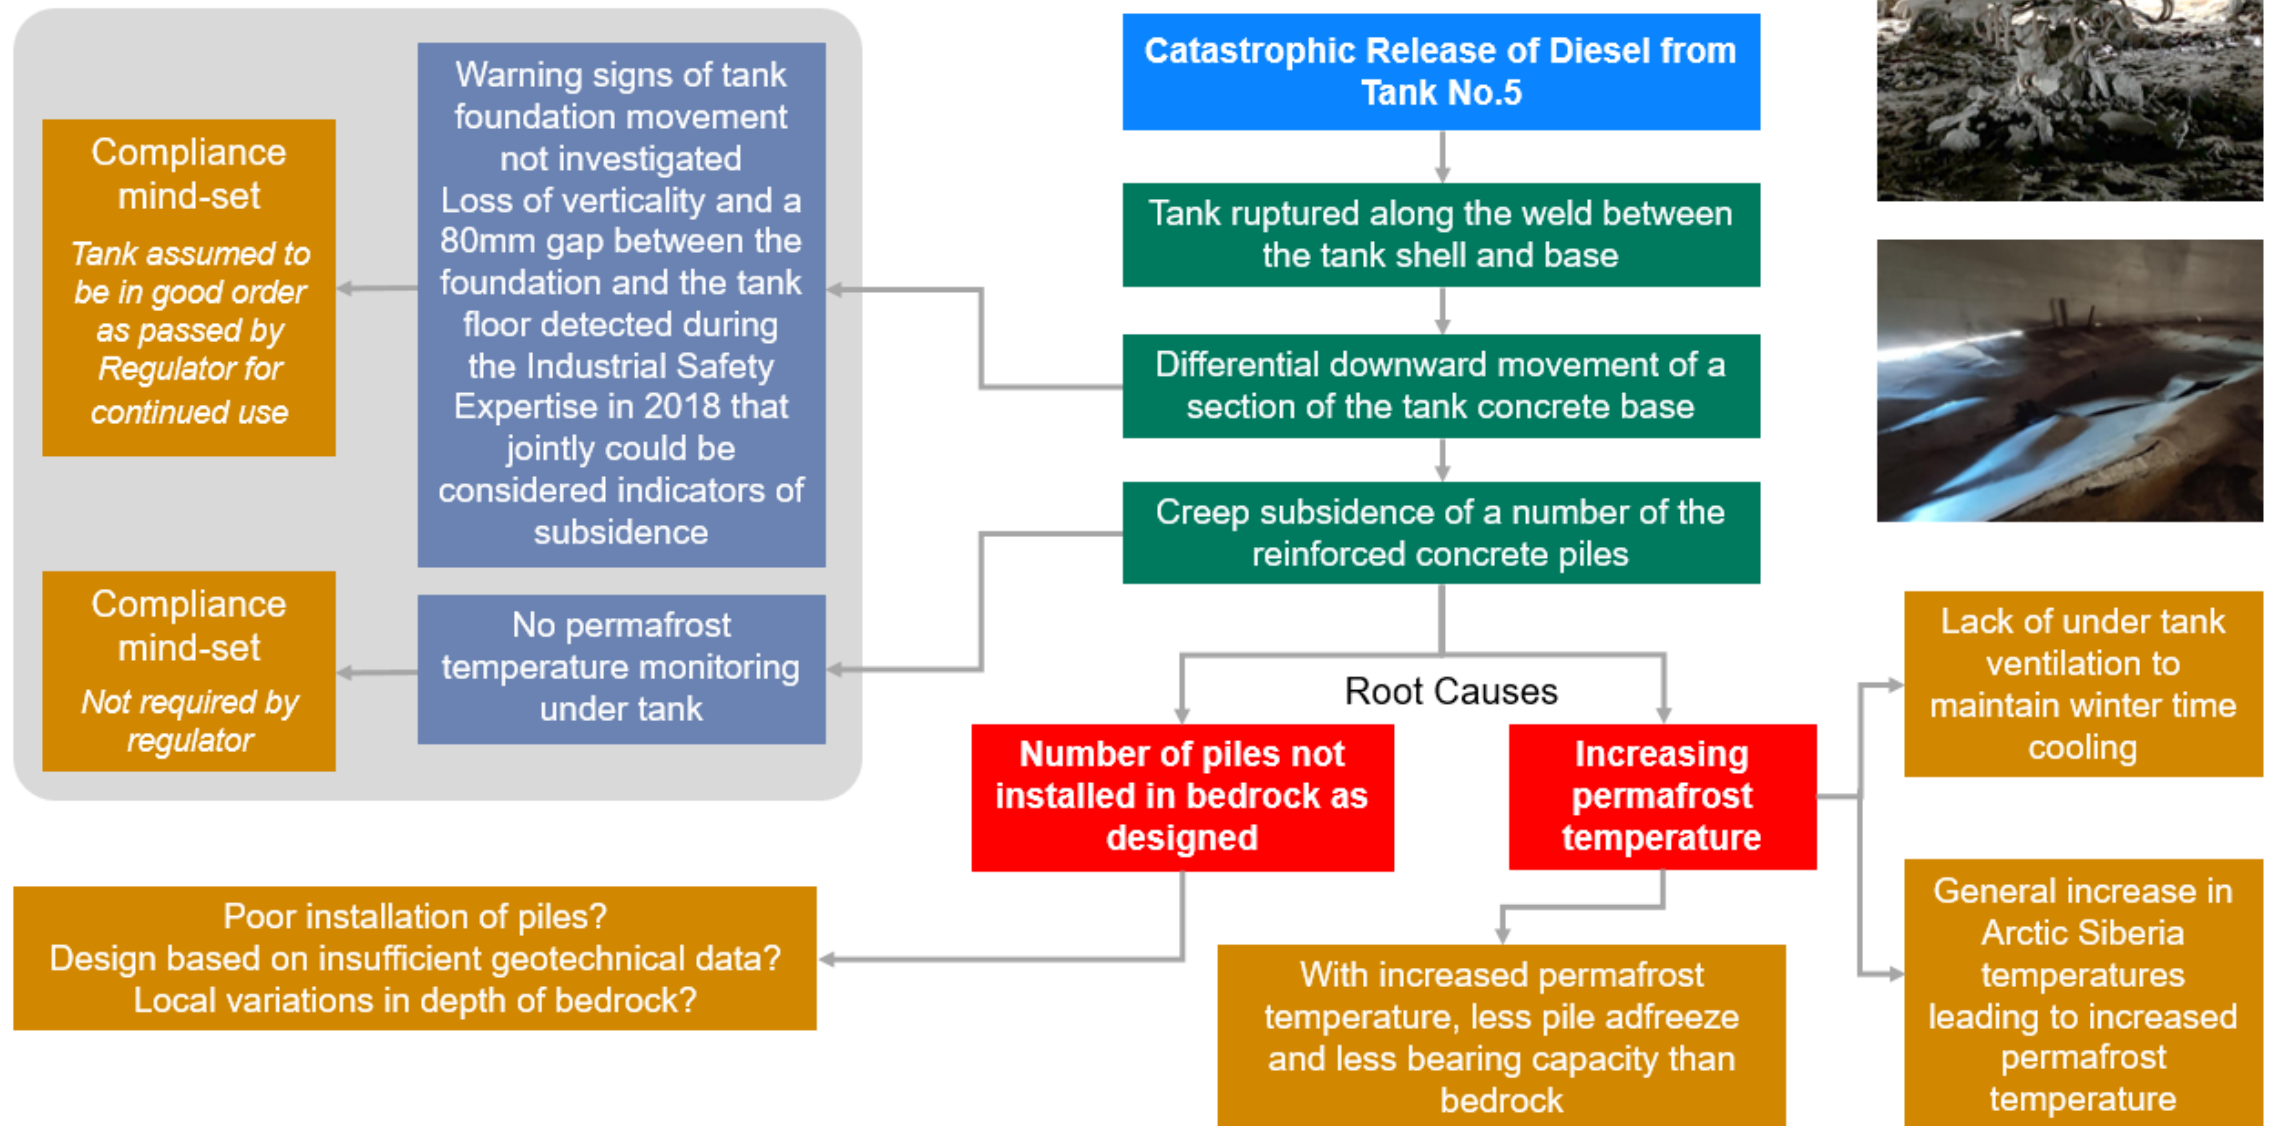 Catastrophic Release of Diesel from
Tank No.5
Tank ruptured along the weld between
the tank shell and base
Differential downward movement of a
section of the tank concrete base
Creep subsidence of a number of the
reinforced concrete piles
Warning signs of tank
foundation movement
not investigated
Loss of verticality and a
80mm gap between the
foundation and the tank
floor detected during
the Industrial Safety
Expertise in 2018 that
jointly could be
considered indicators of
subsidence
Compliance
mind-set
Tank assumed to
be in good order
as passed by
Regulator for
continued use
No permafrost
temperature monitoring
under tank
Compliance
mind-set
Not required by
regulator
Root Causes
Number of piles not
installed in bedrock as
designed
Increasing
permafrost
temperature
Poor installation of piles?
Design based on insufficient geotechnical data?
Local variations in depth of bedrock?
With increased permafrost
temperature, less pile adfreeze
and less bearing capacity than
bedrock
Lack of under tank
ventilation to
maintain winter time
cooling
General increase in
Arctic Siberia
temperatures
leading to increased
permafrost
temperature